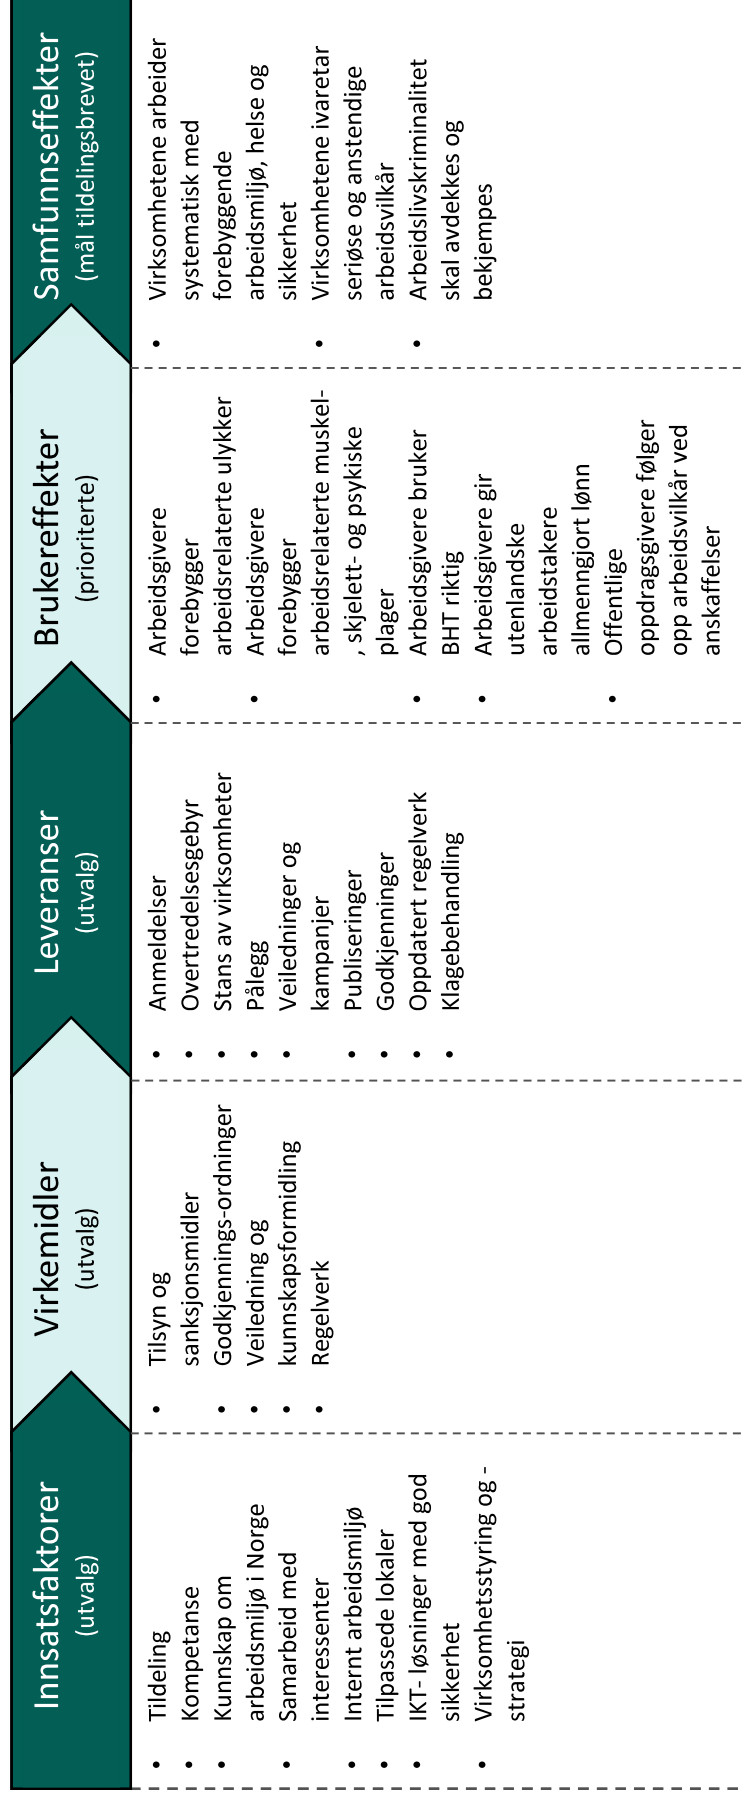 Innsatsfaktorer
(utvalg)
• Tildeling
• Kompetanse
• Kunnskap om
arbeidsmiljø i Norge
• Samarbeid med
interessenter
• Internt arbeidsmiljø
• Tilpassede lokaler
• IKT- løsninger med god
sikkerhet
• Virksomhetsstyring og -
strategi
Virkemidler
(utvalg)
• Tilsyn og
sanksjonsmidler
• Godkjennings-ordninger
• Veiledning og
• kunnskapsformidling
• Regelverk
Leveranser
(utvalg)
• Anmeldelser
• Overtredelsesgebyr
• Stans av virksomheter
• Pålegg
• Veiledninger og
kampanjer
• Publiseringer
• Godkjenninger
• Oppdatert regelverk
• Klagebehandling
Brukereffekter
(prioriterte)
• Arbeidsgivere
forebygger
arbeidsrelaterte ulykker
• Arbeidsgivere
forebygger
arbeidsrelaterte muskel-
, skjelett- og psykiske
plager
• Arbeidsgivere bruker
BHT riktig
• Arbeidsgivere gir
utenlandske
arbeidstakere
allmenngjort lønn
• Offentlige
oppdragsgivere følger
opp arbeidsvilkår ved
anskaffelser
Samfunnseffekter
(mål tildelingsbrevet)
• Virksomhetene arbeider
systematisk med
forebyggende
arbeidsmiljø, helse og
sikkerhet
• Virksomhetene ivaretar
seriøse og anstendige
arbeidsvilkår
• Arbeidslivskriminalitet
skal avdekkes og
bekjempes